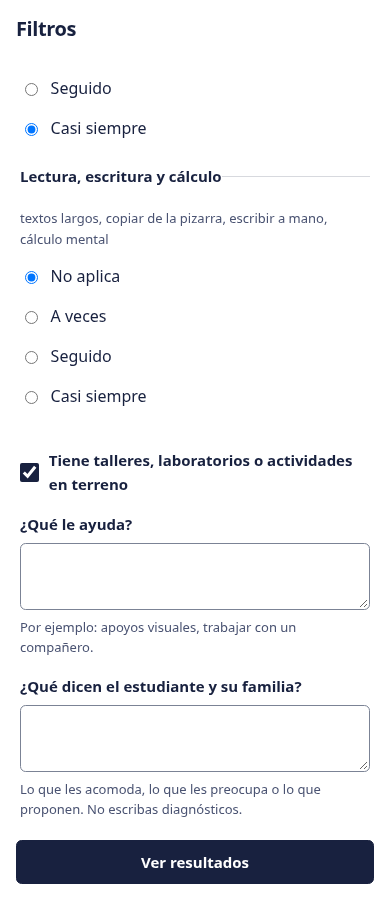 Filtros
Seguido
Casi siempre
Lectura, escritura y cálculo
textos largos, copiar de la pizarra, escribir a mano,
cálculo mental
No aplica
A veces
Seguido
Casi siempre
Tiene talleres, laboratorios o actividades
en terreno
¿Qué le ayuda?
Por ejemplo: apoyos visuales, trabajar con un
compañero.
¿Qué dicen el estudiante y su familia?
Lo que les acomoda, lo que les preocupa o lo que
proponen. No escribas diagnósticos.
Ver resultados